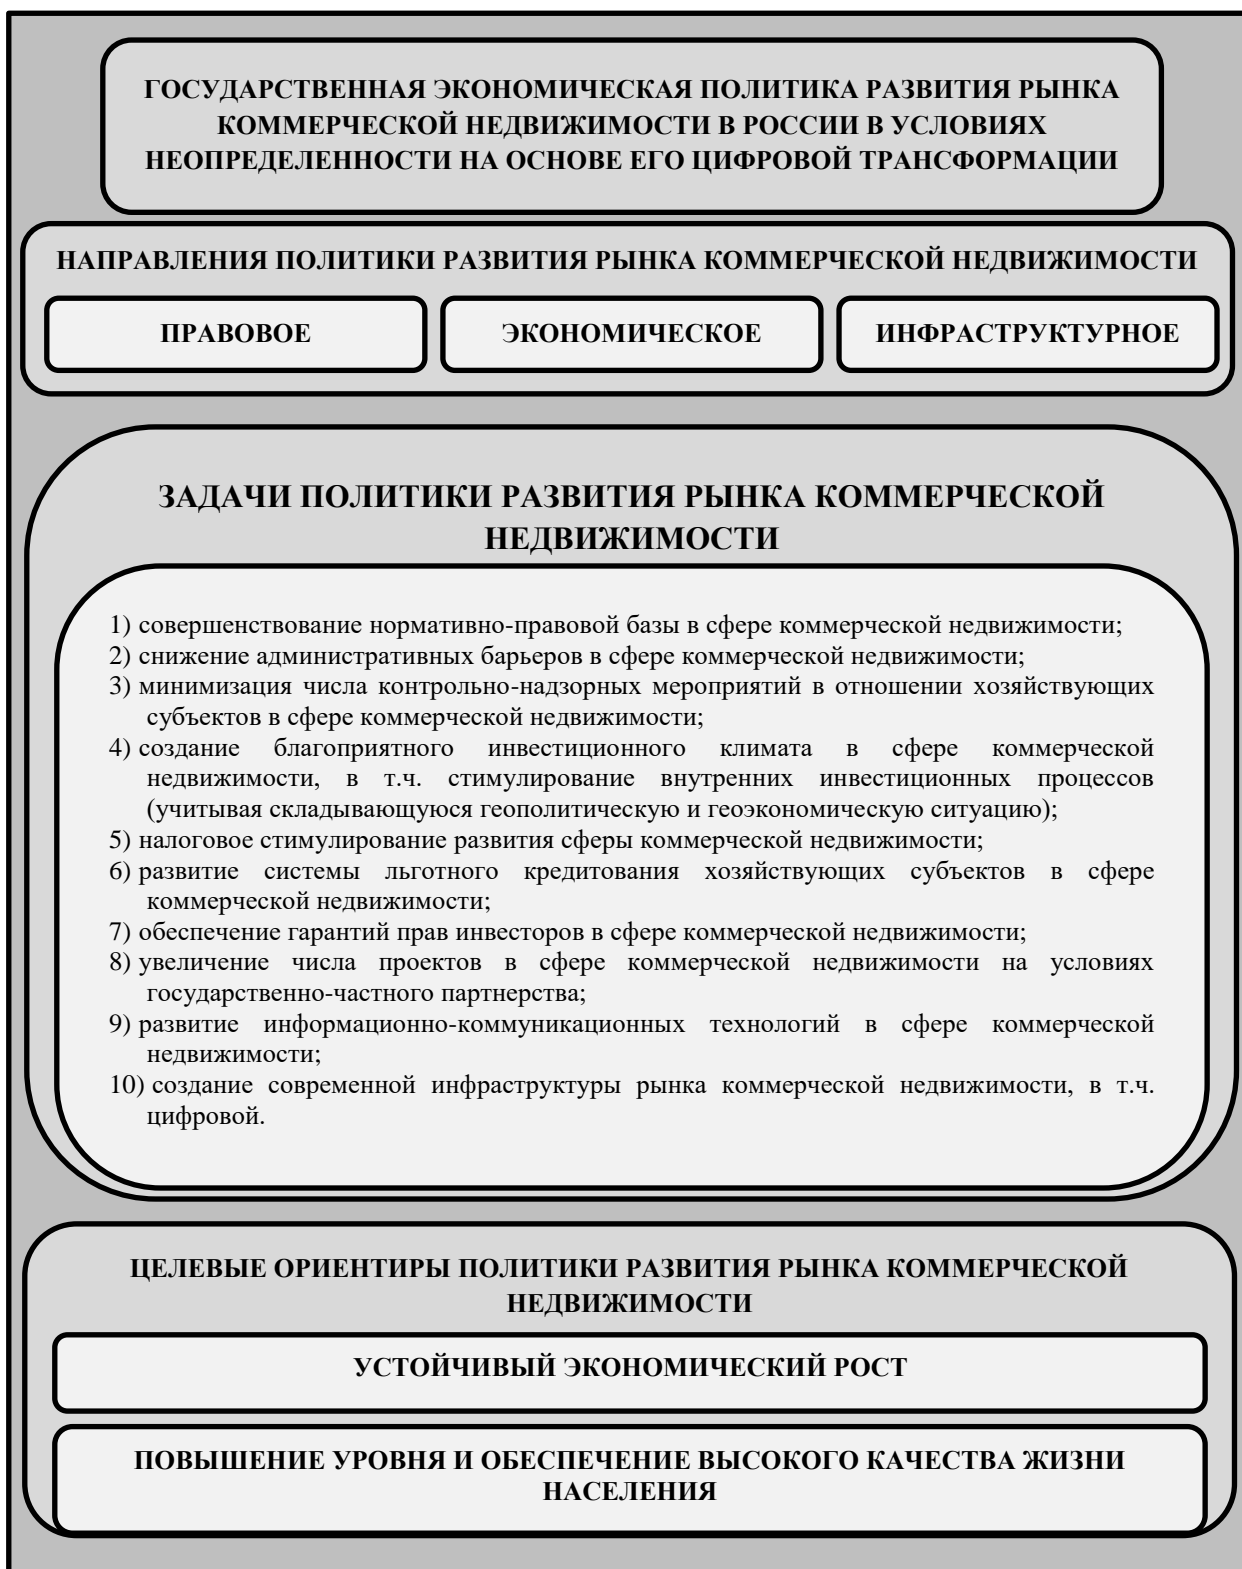 ГОСУДАРСТВЕННАЯ ЭКОНОМИЧЕСКАЯ ПОЛИТИКА РАЗВИТИЯ РЫНКА
КОММЕРЧЕСКОЙ НЕДВИЖИМОСТИ В РОССИИ В УСЛОВИЯХ
НЕОПРЕДЕЛЕННОСТИ НА ОСНОВЕ ЕГО ЦИФРОВОЙ ТРАНСФОРМАЦИИ
НАПРАВЛЕНИЯ ПОЛИТИКИ РАЗВИТИЯ РЫНКА КОММЕРЧЕСКОЙ НЕДВИЖИМОСТИ
ПРАВОВОЕ
ЭКОНОМИЧЕСКОЕ
ИНФРАСТРУКТУРНОЕ
ЗАДАЧИ ПОЛИТИКИ РАЗВИТИЯ РЫНКА КОММЕРЧЕСКОЙ
НЕДВИЖИМОСТИ
1) совершенствование нормативно-правовой базы в сфере коммерческой недвижимости;
2) снижение административных барьеров в сфере коммерческой недвижимости;
3) минимизация числа контрольно-надзорных мероприятий в отношении хозяйствующих
субъектов в сфере коммерческой недвижимости;
4) создание благоприятного инвестиционного климата в сфере коммерческой
недвижимости, в т.ч. стимулирование внутренних инвестиционных процессов
(учитывая складывающуюся геополитическую и геоэкономическую ситуацию);
5) налоговое стимулирование развития сферы коммерческой недвижимости;
6) развитие системы льготного кредитования хозяйствующих субъектов в сфере
коммерческой недвижимости;
7) обеспечение гарантий прав инвесторов в сфере коммерческой недвижимости;
8) увеличение числа проектов в сфере коммерческой недвижимости на условиях
государственно-частного партнерства;
9) развитие информационно-коммуникационных технологий в сфере коммерческой
недвижимости;
10) создание современной инфраструктуры рынка коммерческой недвижимости, в т.ч.
цифровой.
ЦЕЛЕВЫЕ ОРИЕНТИРЫ ПОЛИТИКИ РАЗВИТИЯ РЫНКА КОММЕРЧЕСКОЙ
НЕДВИЖИМОСТИ
УСТОЙЧИВЫЙ ЭКОНОМИЧЕСКИЙ РОСТ
ПОВЫШЕНИЕ УРОВНЯ И ОБЕСПЕЧЕНИЕ ВЫСОКОГО КАЧЕСТВА ЖИЗНИ
НАСЕЛЕНИЯ